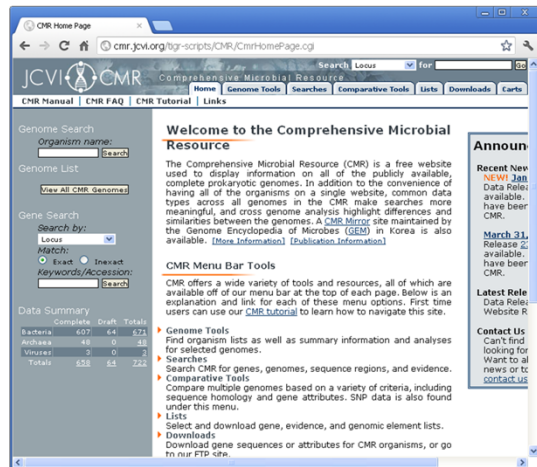 CMR Home Page
cmr.jcvi.org/tigr-scripts/CMR/CmrHomePage.cgi
JCVI CMR
Comprehensive Microbial Resource
Search Locus for Go
Home Genome Tools Searches Comparative Tools Lists Downloads Carts
CMR Manual | CMR FAQ | CMR Tutorial | Links
Genome Search
Organism name:
Search
Genome List
View All CMR Genomes
Gene Search
Search by:
Locus
Match:
Exact Inexact
Keywords/Accession:
Search
Data Summary
Complete Draft Totals
Bacteria 607 64 671
Archaea 48 0 48
Viruses 3 0 3
Totals 658 64 722
Welcome to the Comprehensive Microbial
Resource
The Comprehensive Microbial Resource (CMR) is a free website
used to display information on all of the publicly available,
complete prokaryotic genomes. In addition to the convenience of
having all of the organisms on a single website, common data
types across all genomes in the CMR make searches more
meaningful, and cross genome analysis highlight differences and
similarities between the genomes. A CMR Mirror site maintained by
the Genome Encyclopedia of Microbes (GEM) in Korea is also
available. [More Information] [Publication Information]
CMR Menu Bar Tools
CMR offers a wide variety of tools and resources, all of which are
available off of our menu bar at the top of each page. Below is an
explanation and link for each of these menu options. First time
users can use our CMR tutorial to learn how to navigate this site.
Genome Tools
Find organism lists as well as summary information and analyses
for selected genomes.
Searches
Search CMR for genes, genomes, sequence regions, and evidence.
Comparative Tools
Compare multiple genomes based on a variety of criteria, including
sequence homology and gene attributes. SNP data is also found
under this menu.
Lists
Select and download gene, evidence, and genomic element lists.
Downloads
Download gene sequences or attributes for CMR organisms, or go
to our FTP site.
Announ
Recent New
NEW! Jan
Data Relea
available.
have been
CMR.
March 31,
Release 2
available.
have been
CMR.
Latest Rele
Data Relea
Website R
Contact Us
Can't find
looking for
Want to al
news or to
contact us